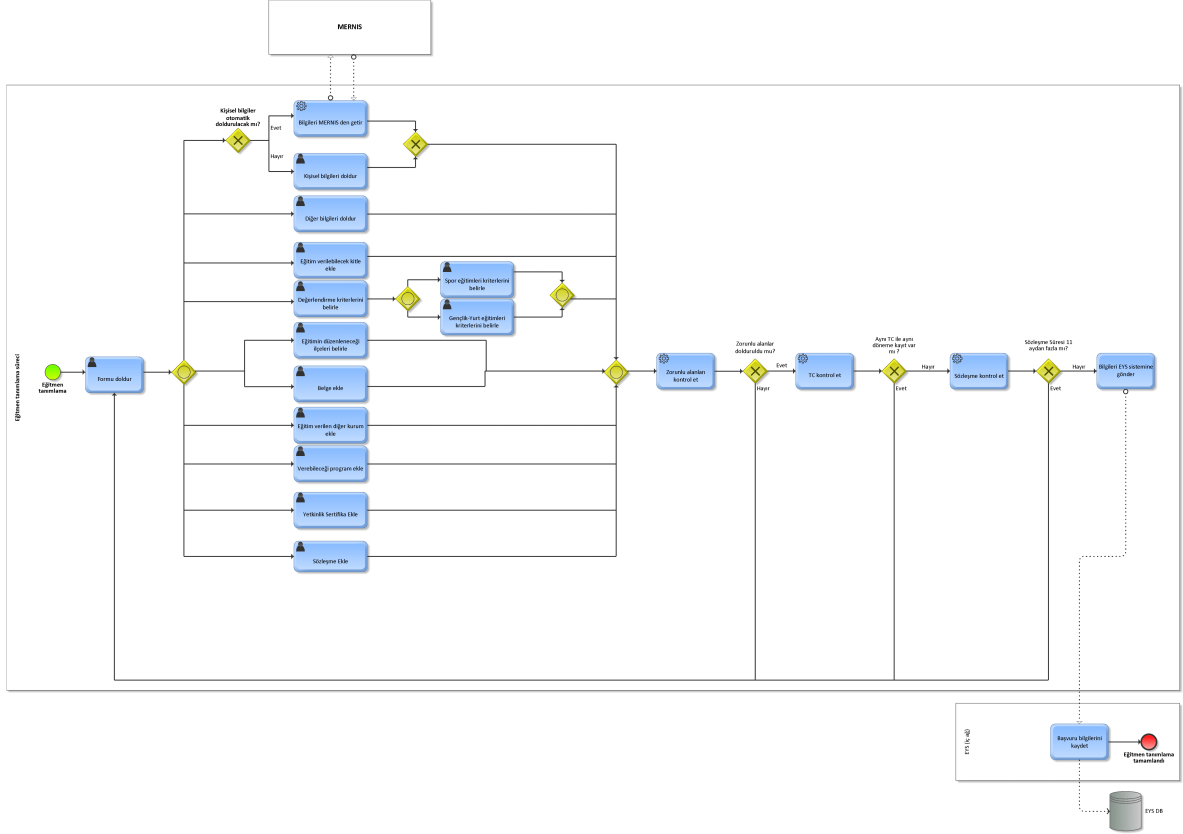 MERNIS
Kişisel bilgiler
otomatik
doldurulacak mı?
Evet
Hayır
Bilgileri MERNIS den getir
Kişisel bilgileri doldur
Diğer bilgileri doldur
Eğitim verilebilecek kitle
ekle
Değerlendirme kriterlerini
belirle
Spor eğitimleri kriterlerini
belirle
Gençlik-Yurt eğitimleri
kriterlerini belirle
Eğitimin düzenleneceği
ilçeleri belirle
Belge ekle
Eğitim verilen diğer kurum
ekle
Verebileceği program ekle
Yetkinlik Sertifika Ekle
Sözleşme Ekle
Eğitmen tanımlama süreci
Eğitmen
tanımlama
Formu doldur
Zorunlu alanları
kontrol et
Zorunlu alanlar
dolduruldu mu?
Evet
Hayır
TC kontrol et
Aynı TC ile aynı
döneme kayıt var
mı ?
Hayır
Evet
Sözleşme kontrol et
Sözleşme Süresi 11
aydan fazla mı?
Hayır
Evet
Bilgileri EYS sistemine
gönder
EYS (iç ağ)
Başvuru bilgilerini
kaydet
Eğitmen tanımlama
tamamlandı
EYS DB